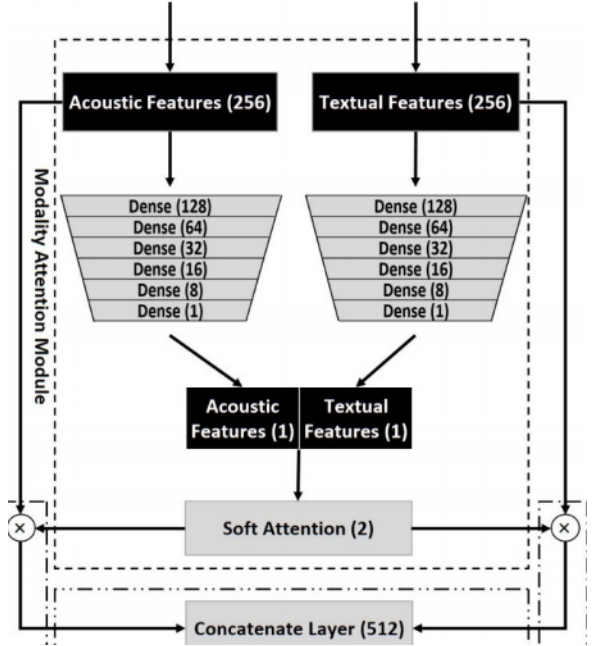 Acoustic Features (256)
Textual Features (256)
Modality Attention Module
Dense (128)
Dense (64)
Dense (32)
Dense (16)
Dense (8)
Dense (1)
Dense (128)
Dense (64)
Dense (32)
Dense (16)
Dense (8)
Dense (1)
Acoustic
Features (1)
Textual
Features (1)
Soft Attention (2)
×
×
Concatenate Layer (512)